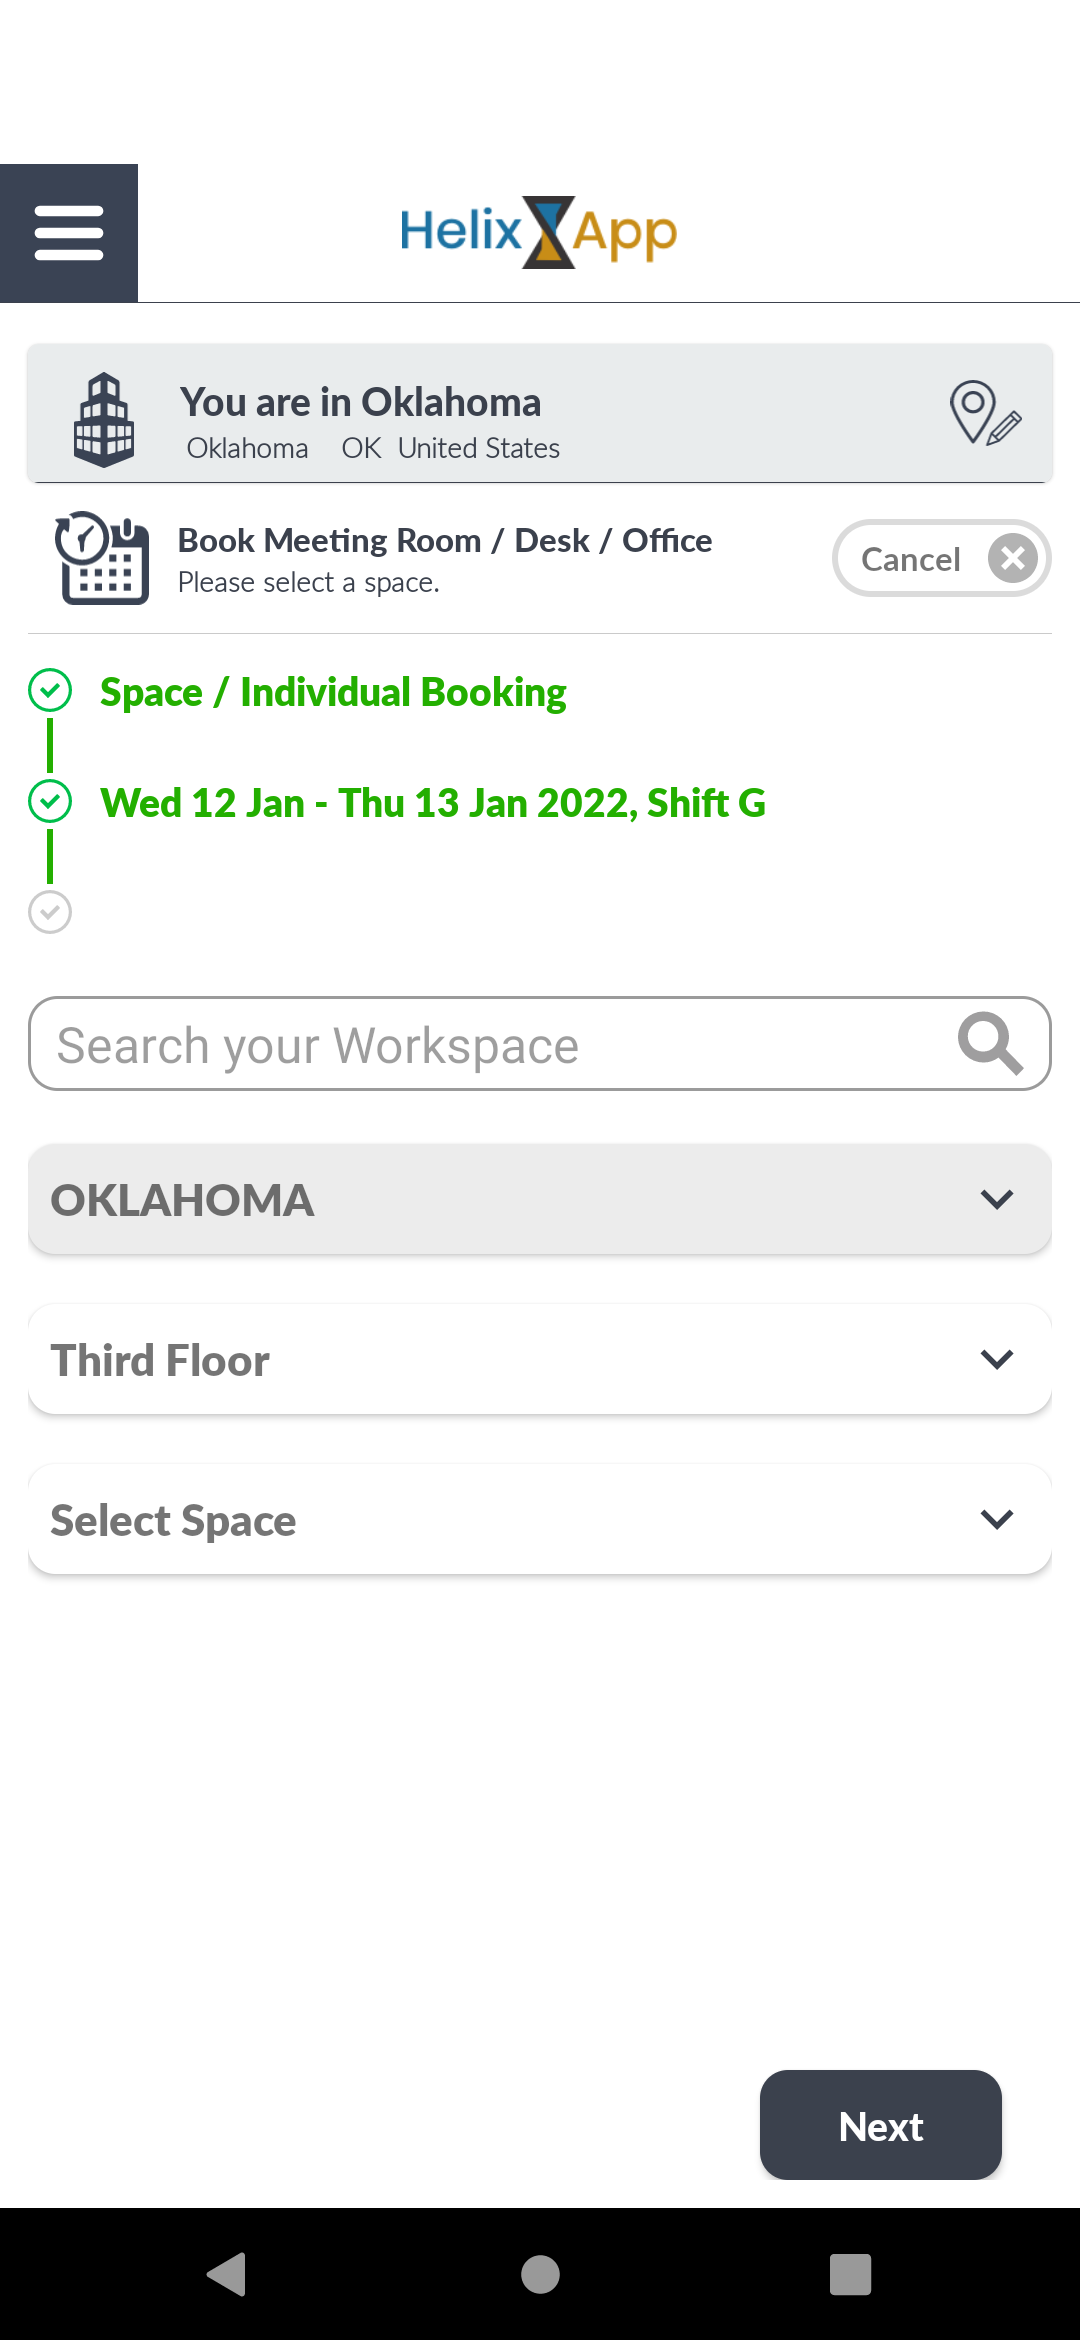 Helix App
You are in Oklahoma
Oklahoma OK United States
Book Meeting Room / Desk / Office
Please select a space.
Cancel
Space / Individual Booking
Wed 12 Jan - Thu 13 Jan 2022, Shift G
Search your Workspace
OKLAHOMA
Third Floor
Select Space
Next